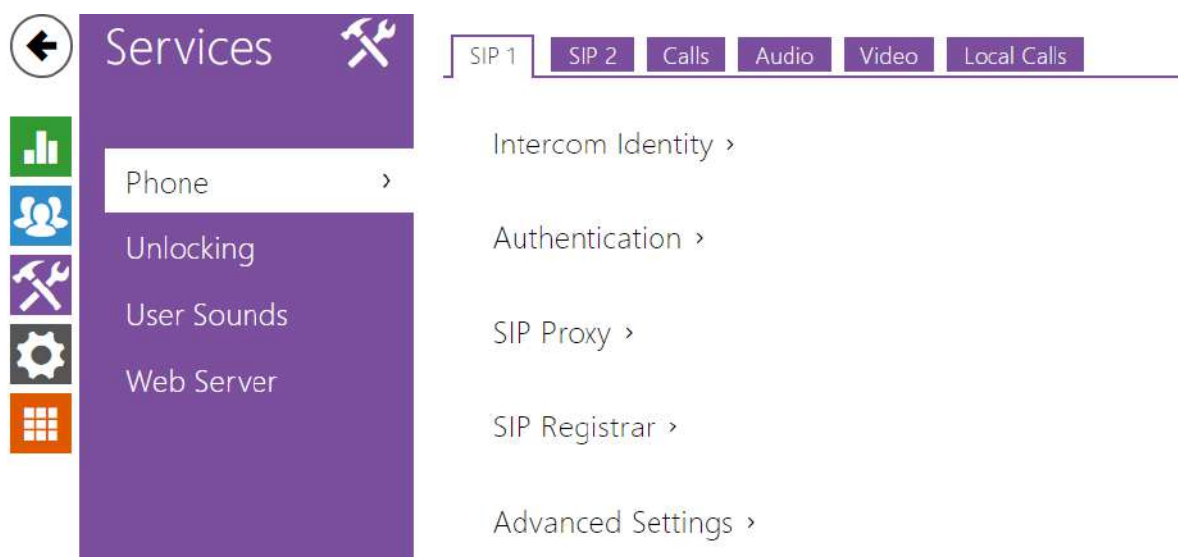 Services
Phone
Unlocking
User Sounds
Web Server
SIP 1 SIP 2 Calls Audio Video Local Calls
Intercom Identity ›
Authentication ›
SIP Proxy ›
SIP Registrar ›
Advanced Settings ›